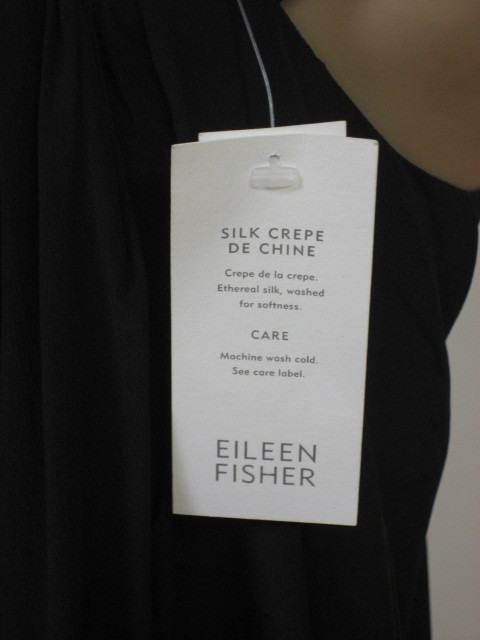 SILK CREPE
DE CHINE
Crepe de la crepe.
Ethereal silk, washed
for softness.
CARE
Machine wash cold.
See care label.
EILEEN
FISHER